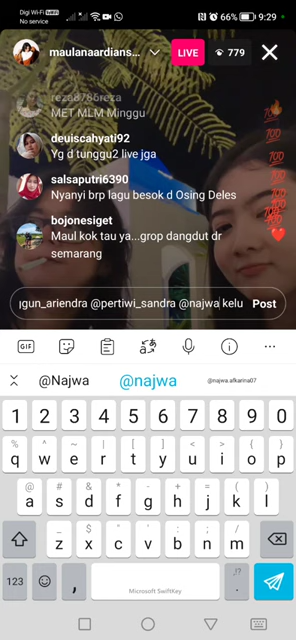 Digi Wi-Fi VoWiFi
No service
66% 9:29
maulanaardians... LIVE 779
reza8786reza
MET MLM Minggu
deuiscahyati92
Yg d tunggu2 live jga
salsaputri6390
Nyanyi brp lagu besok d Osing Deles
bojonesiget
Maul kok tau ya...grop dangdut dr
semarang
gun_ariendra @pertiwi_sandra @najwa kelu Post
GIF
@Najwa @najwa @najwa.afkarina07
1 2 3 4 5 6 7 8 9 0
% ^ ~ | [ ] < > { }
q w e r t y u i o p
@ # & * - + = ( )
a s d f g h j k l
_ $ " ' : ; /
z x c v b n m
123 , Microsoft SwiftKey ,!? .